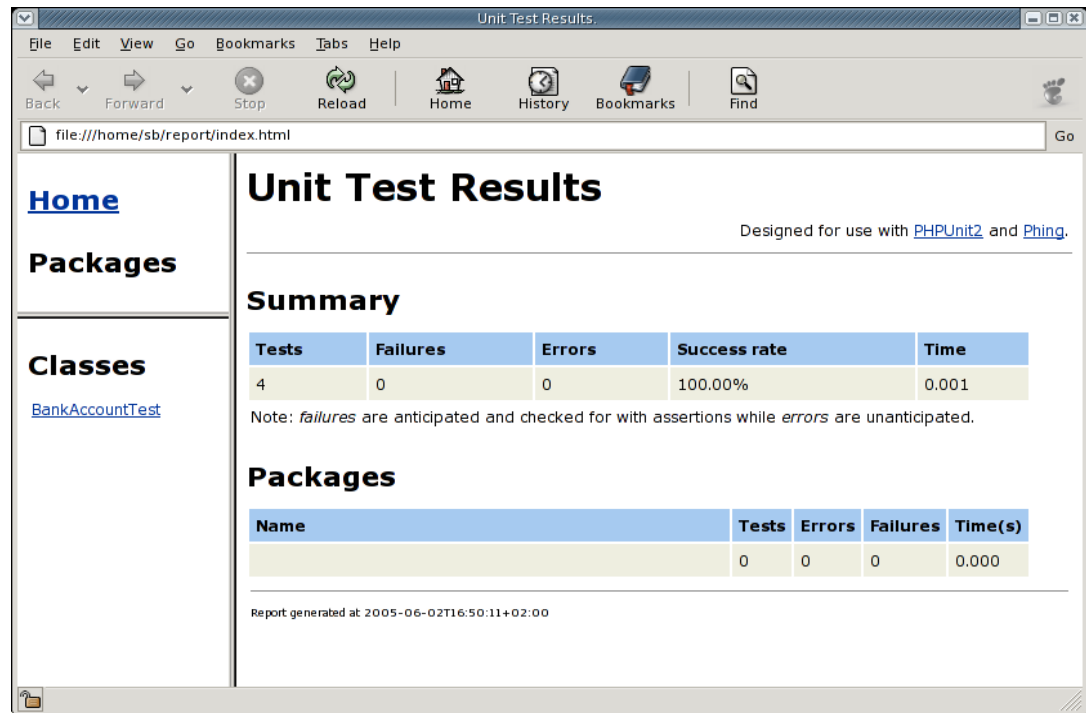 Unit Test Results.
File Edit View Go Bookmarks Tabs Help
Back Forward Stop Reload Home History Bookmarks Find
file:///home/sb/report/index.html Go
Home
Packages
Classes
BankAccountTest
Unit Test Results
Designed for use with PHPUnit2 and Phing.
Summary
Tests Failures Errors Success rate Time
4 0 0 100.00% 0.001
Note: failures are anticipated and checked for with assertions while errors are unanticipated.
Packages
Name Tests Errors Failures Time(s)
0 0 0 0.000
Report generated at 2005-06-02T16:50:11+02:00